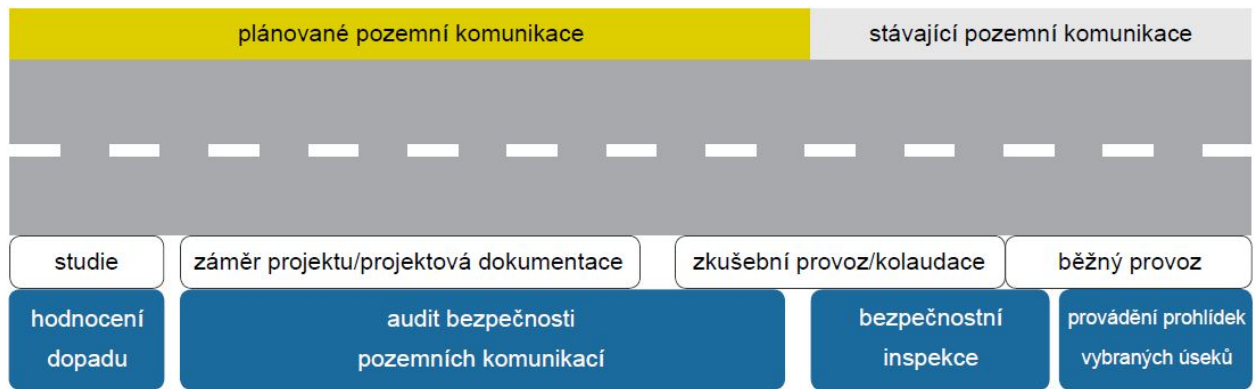 plánované pozemní komunikace
stávající pozemní komunikace
studie
záměr projektu/projektová dokumentace
zkušební provoz/kolaudace
běžný provoz
hodnocení
dopadu
audit bezpečnosti
pozemních komunikací
bezpečnostní
inspekce
provádění prohlídek
vybraných úseků